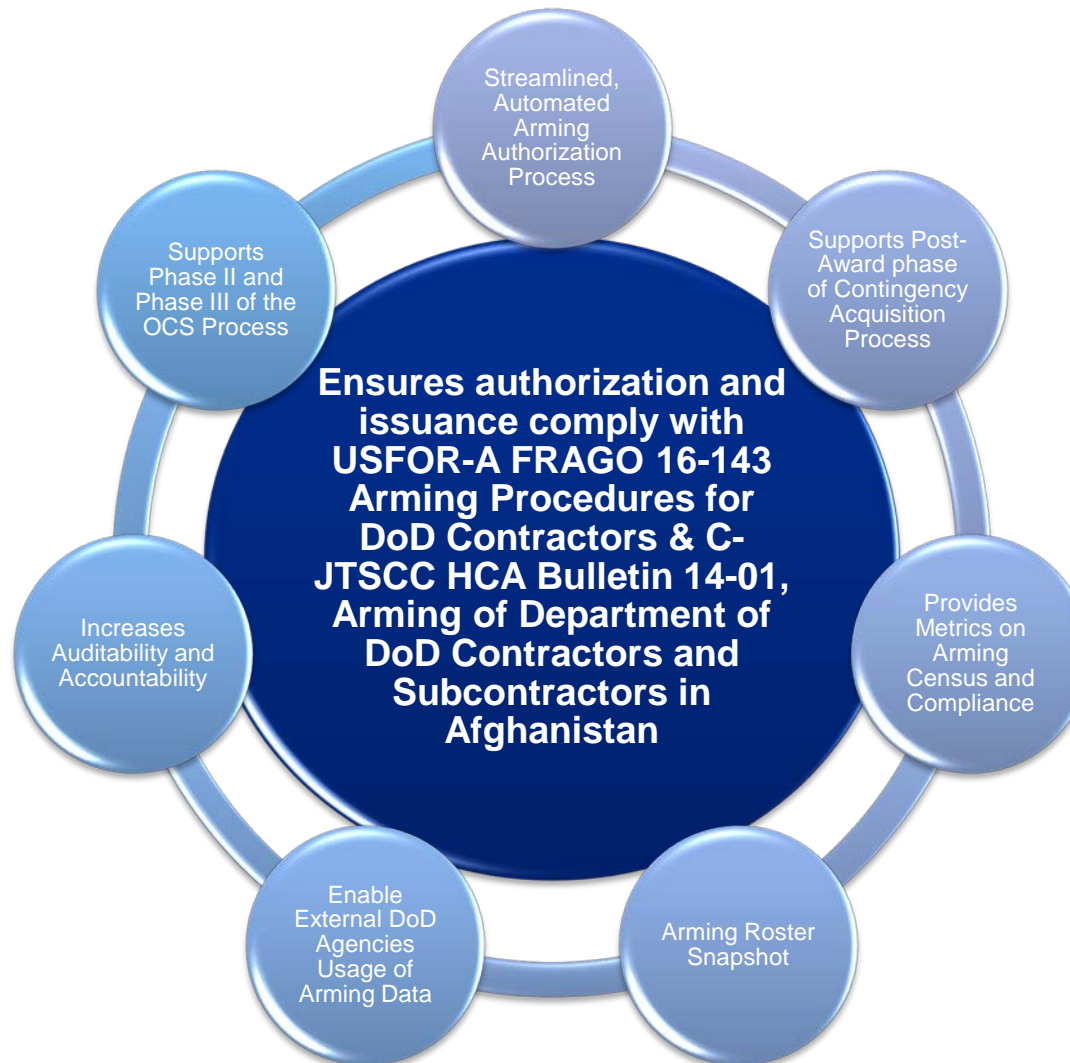 Streamlined,
Automated
Arming
Authorization
Process
Supports Post-
Award phase
of Contingency
Acquisition
Process
Provides
Metrics on
Arming
Census and
Compliance
Arming Roster
Snapshot
Enable
External DoD
Agencies
Usage of
Arming Data
Increases
Auditability and
Accountability
Supports
Phase II and
Phase III of the
OCS Process
Ensures authorization and
issuance comply with
USFOR-A FRAGO 16-143
Arming Procedures for
DoD Contractors & C-
JTSCC HCA Bulletin 14-01,
Arming of Department of
DoD Contractors and
Subcontractors in
Afghanistan